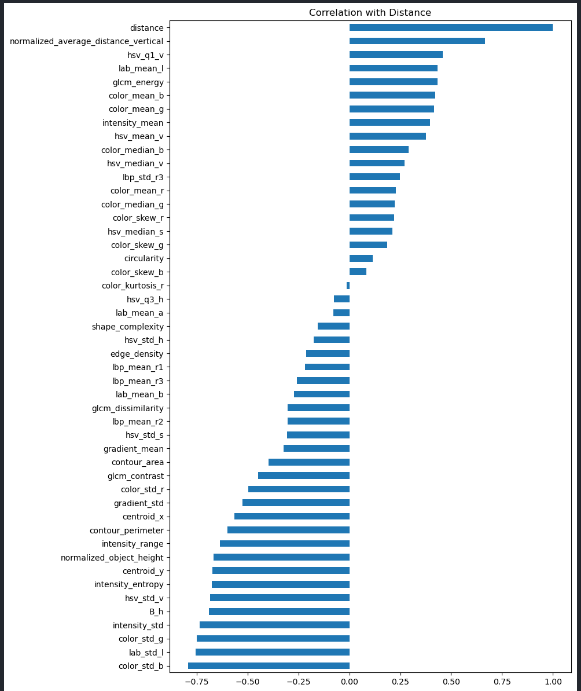 Correlation with Distance
distance
normalized_average_distance_vertical
hsv_q1_v
lab_mean_l
glcm_energy
color_mean_b
color_mean_g
intensity_mean
hsv_mean_v
color_median_b
hsv_median_v
lbp_std_r3
color_mean_r
color_median_g
color_skew_r
hsv_median_s
color_skew_g
circularity
color_skew_b
color_kurtosis_r
hsv_q3_h
lab_mean_a
shape_complexity
hsv_std_h
edge_density
lbp_mean_r1
lbp_mean_r3
lab_mean_b
glcm_dissimilarity
lbp_mean_r2
hsv_std_s
gradient_mean
contour_area
glcm_contrast
color_std_r
gradient_std
centroid_x
contour_perimeter
intensity_range
normalized_object_height
centroid_y
intensity_entropy
hsv_std_v
B_h
intensity_std
color_std_g
lab_std_l
color_std_b
−0.75 −0.50 −0.25 0.00 0.25 0.50 0.75 1.00